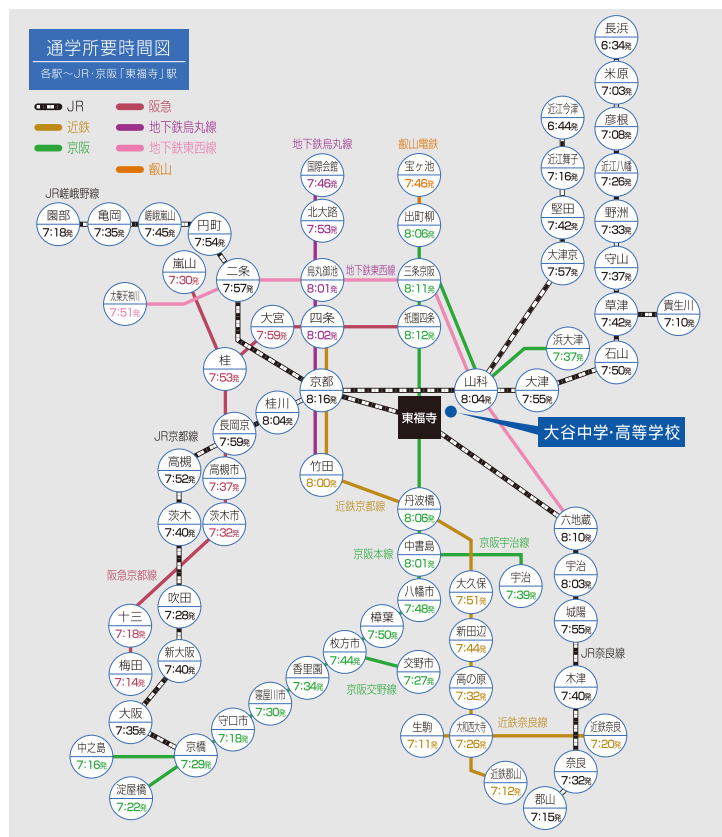 通学所要時間図
各駅～JR・京阪「東福寺」駅
JR
阪急
近鉄
地下鉄烏丸線
京阪
地下鉄東西線
叡山
長浜
6:34発
米原
7:03発
彦根
7:08発
近江八幡
7:26発
野洲
7:33発
守山
7:37発
草津
7:42発
貴生川
7:10発
石山
7:50発
近江今津
6:44発
近江舞子
7:16発
堅田
7:42発
大津京
7:57発
浜大津
7:37発
大津
7:55発
山科
8:04発
地下鉄烏丸線
国際会館
7:46発
北大路
7:53発
烏丸御池
8:01発
四条
8:02発
叡山電鉄
宝ヶ池
7:46発
出町柳
8:06発
地下鉄東西線
三条京阪
8:11発
祇園四条
8:12発
JR嵯峨野線
園部
7:18発
亀岡
7:35発
嵯峨嵐山
7:45発
円町
7:54発
二条
7:57発
嵐山
7:30発
太秦天神川
7:51発
大宮
7:59発
桂
7:53発
京都
8:16発
桂川
8:04発
東福寺
大谷中学・高等学校
長岡京
7:59発
JR京都線
高槻
7:52発
高槻市
7:37発
茨木
7:40発
茨木市
7:32発
阪急京都線
吹田
7:28発
十三
7:18発
新大阪
7:40発
梅田
7:14発
大阪
7:35発
竹田
8:00発
近鉄京都線
丹波橋
8:06発
京阪本線
中書島
8:01発
京阪宇治線
宇治
7:39発
八幡市
7:48発
樟葉
7:50発
枚方市
7:44発
交野市
7:27発
京阪交野線
香里園
7:34発
寝屋川市
7:30発
守口市
7:18発
京橋
7:29発
中之島
7:16発
淀屋橋
7:22発
大久保
7:51発
新田辺
7:44発
高の原
7:32発
大和西大寺
7:26発
生駒
7:11発
近鉄奈良線
近鉄奈良
7:20発
近鉄郡山
7:12発
六地蔵
8:10発
宇治
8:03発
城陽
7:55発
JR奈良線
木津
7:40発
奈良
7:32発
郡山
7:15発